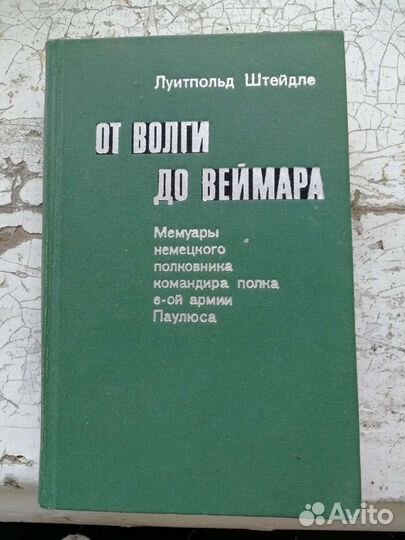 Луитпольд Штейдле
ОТ ВОЛГИ
ДО ВЕЙМАРА
Мемуары
немецкого
полковника
командира полка
6-ой армии
Паулюса
Avito